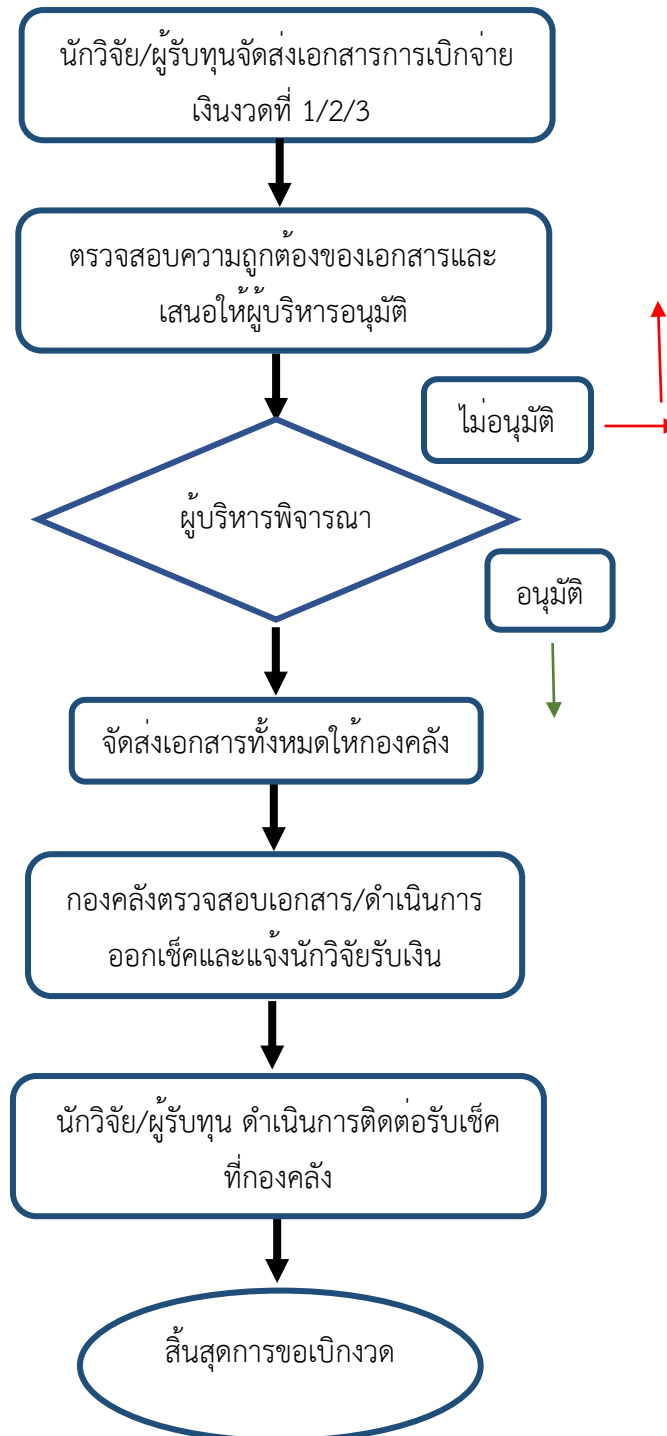 นักวิจัย/ผู้รับทุนจัดส่งเอกสารการเบิกจ่าย
เงินงวดที่ 1/2/3
ตรวจสอบความถูกต้องของเอกสารและ
เสนอให้ผู้บริหารอนุมัติ
ไม่อนุมัติ
ผู้บริหารพิจารณา
อนุมัติ
จัดส่งเอกสารทั้งหมดให้กองคลัง
กองคลังตรวจสอบเอกสาร/ดำเนินการ
ออกเช็คและแจ้งนักวิจัยรับเงิน
นักวิจัย/ผู้รับทุน ดำเนินการติดต่อรับเช็ค
ที่กองคลัง
สิ้นสุดการขอเบิกงวด